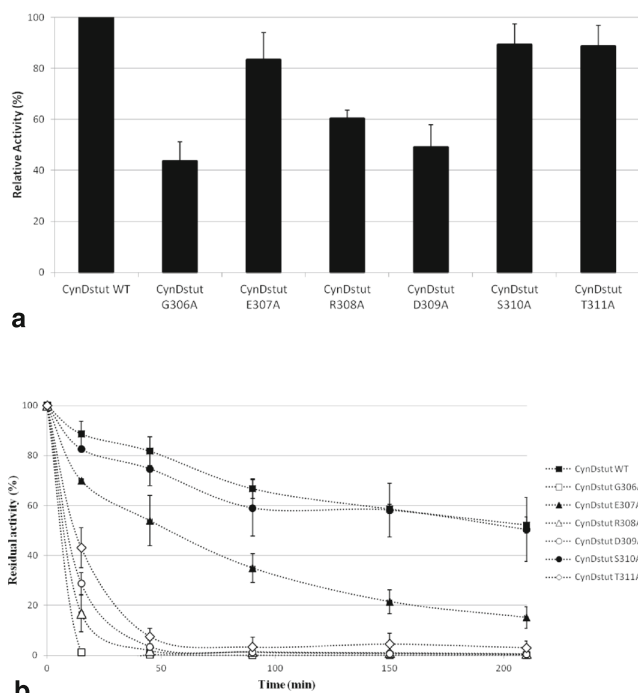 100
80
60
40
20
0
Relative Activity (%)
CynDstut WT
CynDstut G306A
CynDstut E307A
CynDstut R308A
CynDstut D309A
CynDstut S310A
CynDstut T311A
a
100
80
60
40
20
0
Residual activity (%)
0
50
100
150
200
Time (min)
CynDstut WT
CynDstut G306A
CynDstut E307A
CynDstut R308A
CynDstut D309A
CynDstut S310A
CynDstut T311A
b